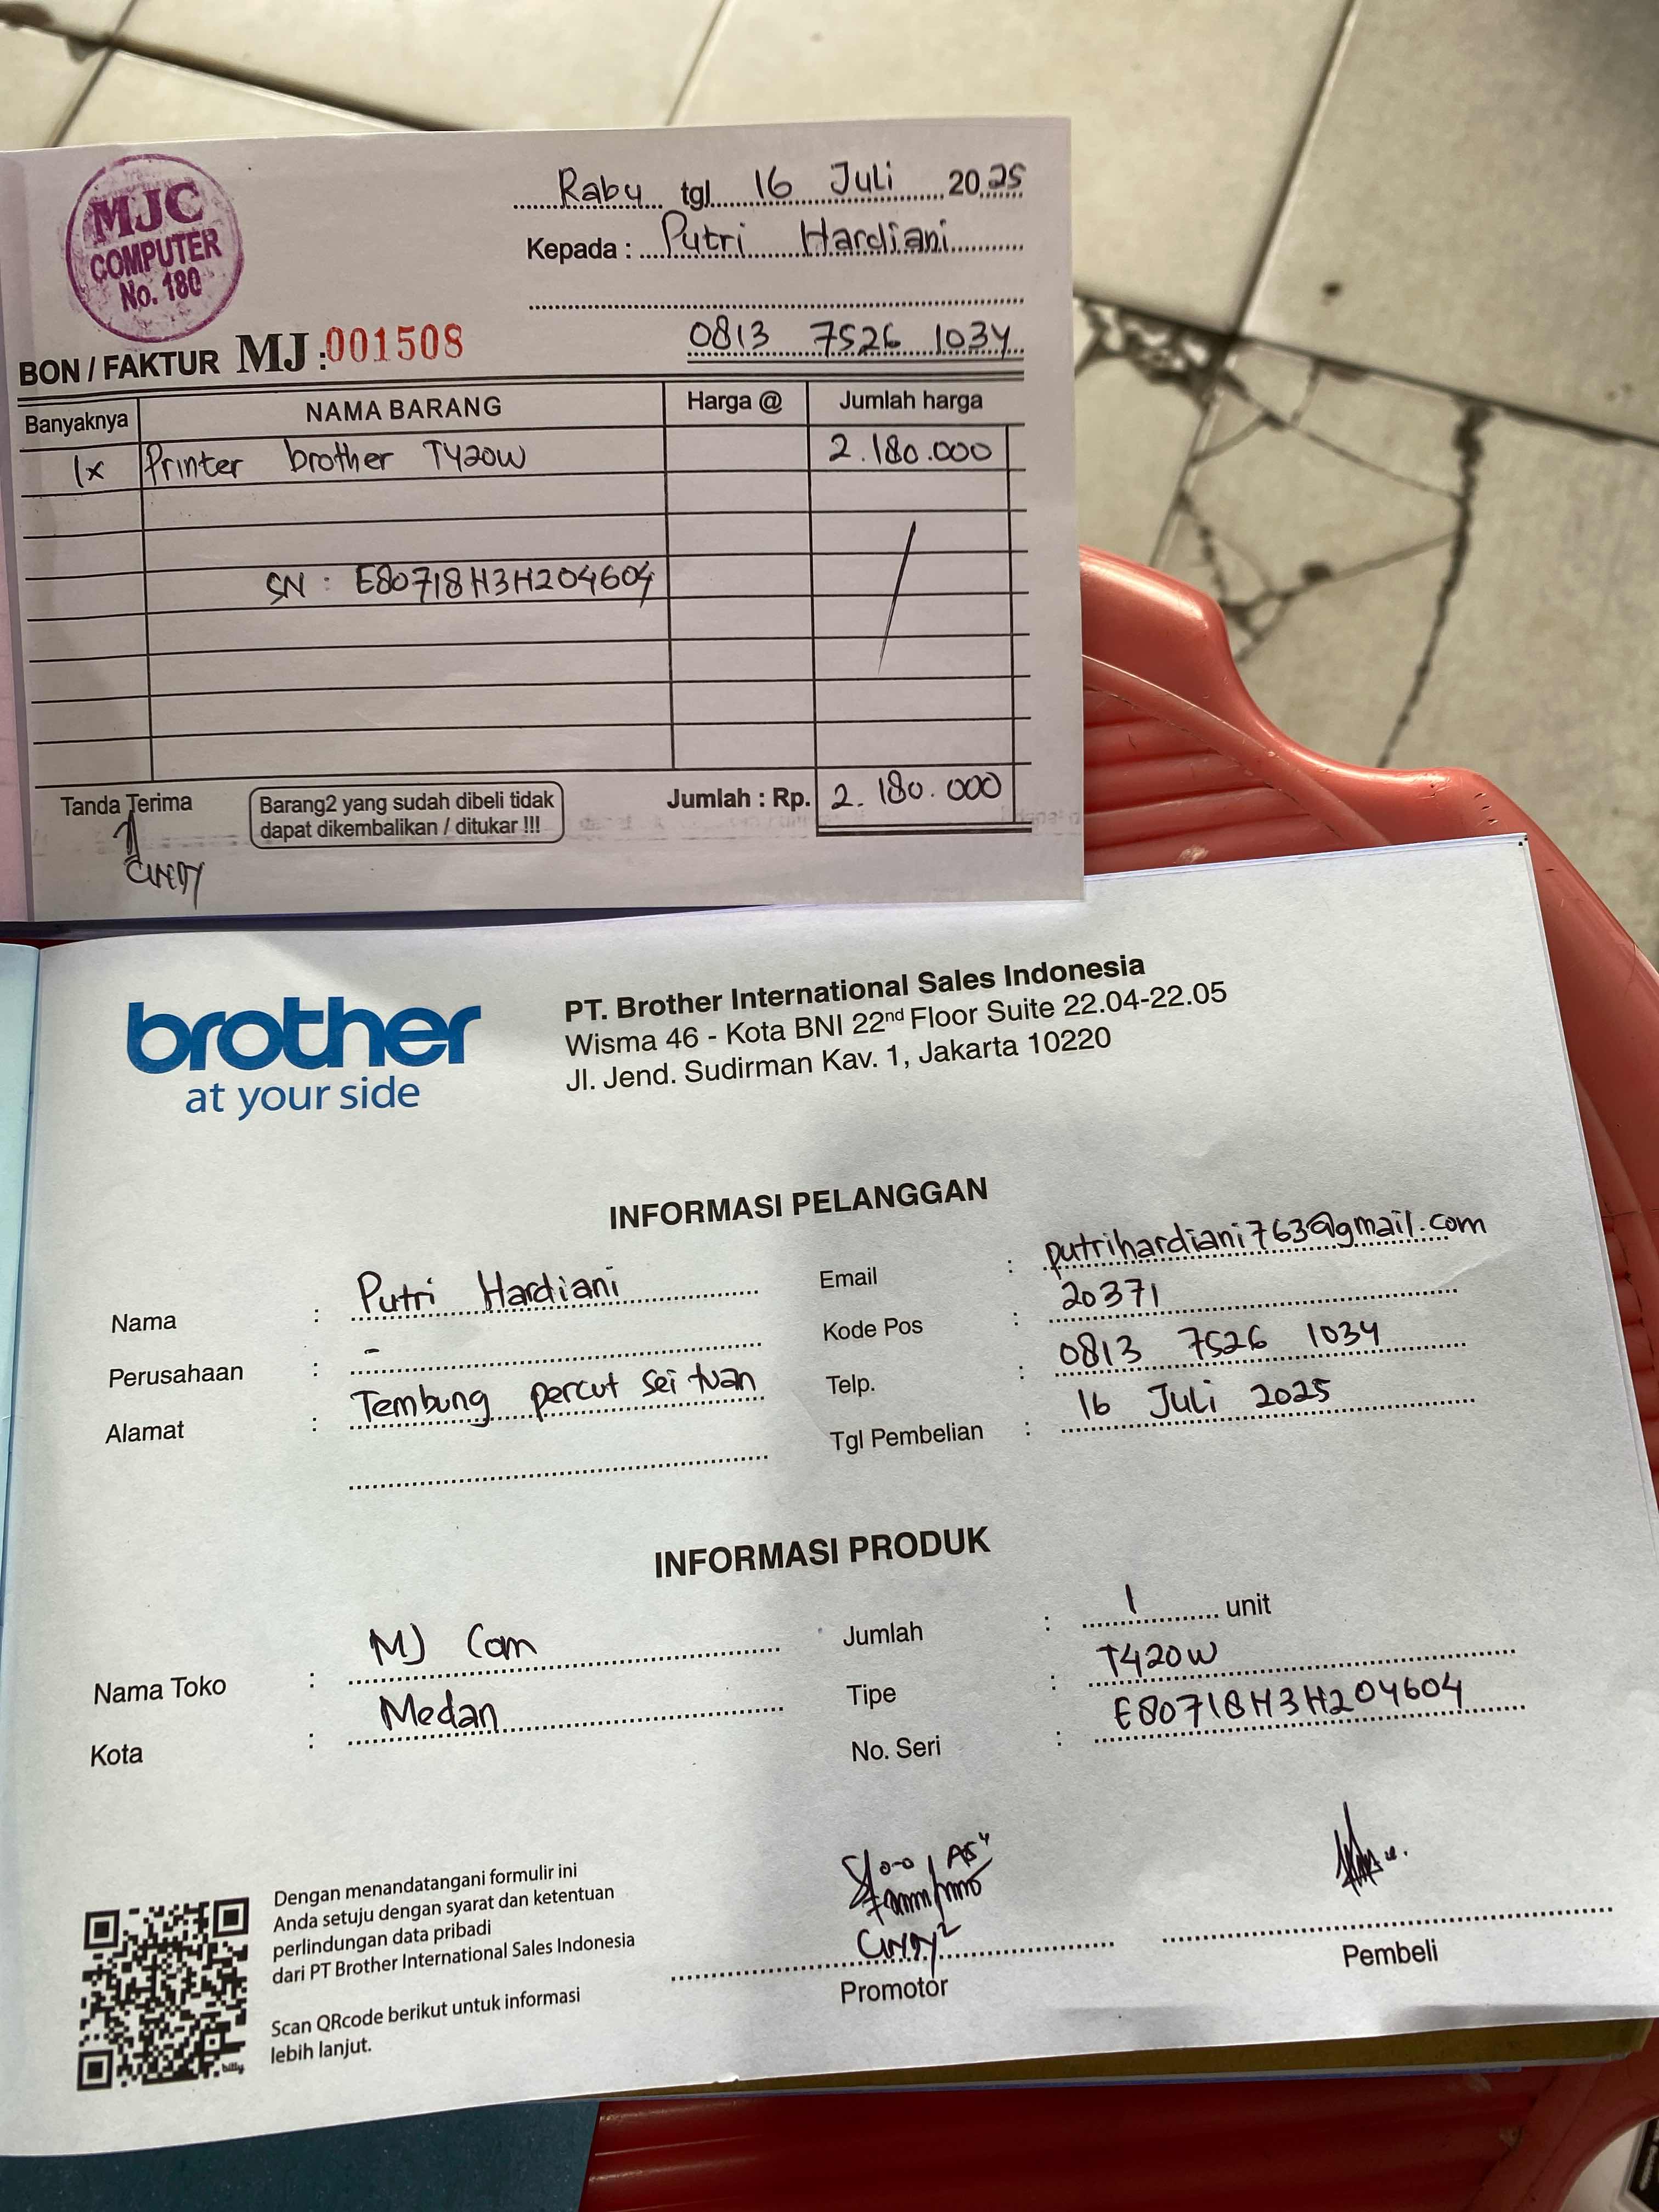 MJC
COMPUTER
No. 180
Rabu tgl 16 Juli 2025
Kepada : Putri Hardiani
0813 7526 1034
BON / FAKTUR MJ : 001508
Banyaknya NAMA BARANG Harga @ Jumlah harga
1x Printer brother T420W 2.180.000
SN : E80718H3H204604
Tanda Terima
Barang2 yang sudah dibeli tidak
dapat dikembalikan / ditukar !!!
Jumlah : Rp. 2.180.000
CINDY
brother
at your side
PT. Brother International Sales Indonesia
Wisma 46 - Kota BNI 22nd Floor Suite 22.04-22.05
Jl. Jend. Sudirman Kav. 1, Jakarta 10220
INFORMASI PELANGGAN
Nama : Putri Hardiani
Perusahaan : -
Alamat : Tembung percut sei tuan
Email : putrihardiani763@gmail.com
Kode Pos : 20371
Telp. : 0813 7526 1034
Tgl Pembelian : 16 Juli 2025
INFORMASI PRODUK
Nama Toko : MJ Com
Kota : Medan
Jumlah : 1 unit
Tipe : T420W
No. Seri : E80718H3H204604
Dengan menandatangani formulir ini
Anda setuju dengan syarat dan ketentuan
perlindungan data pribadi
dari PT Brother International Sales Indonesia
Scan QRcode berikut untuk informasi
lebih lanjut.
bitly
Promotor
Pembeli